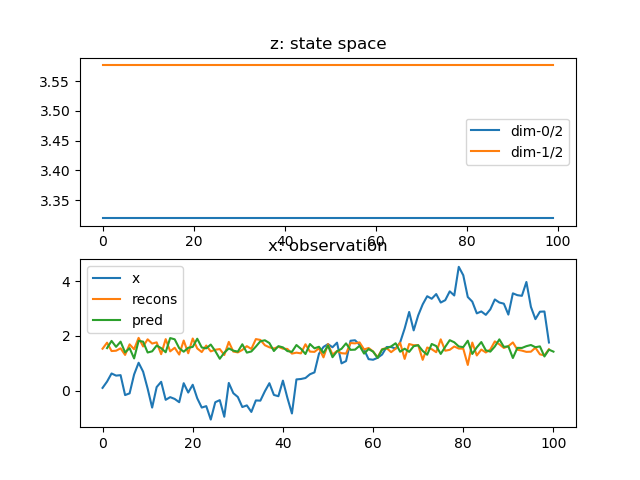 z: state space
3.55
3.50
3.45
3.40
3.35
dim-0/2
dim-1/2
0 20 40 60 80 100
x: observation
4
2
0
x
recons
pred
0 20 40 60 80 100